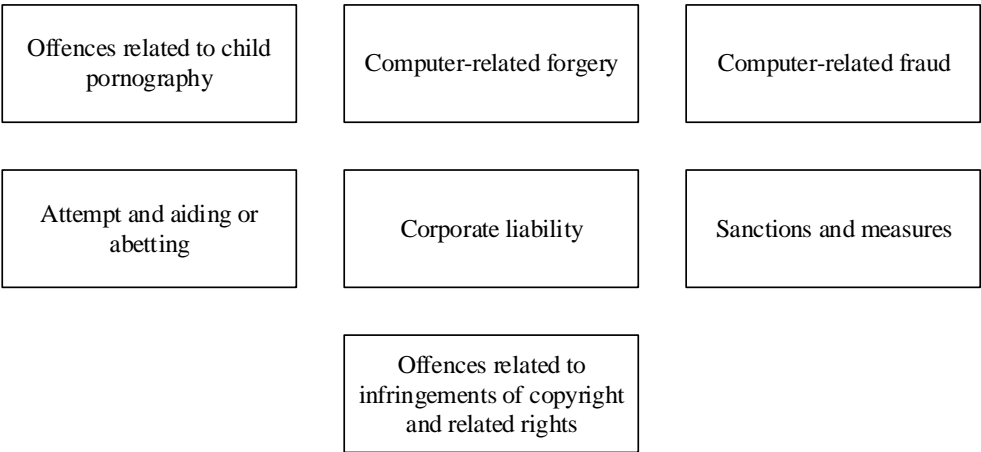 Offences related to child
pornography
Computer-related forgery
Computer-related fraud
Attempt and aiding or
abetting
Corporate liability
Sanctions and measures
Offences related to
infringements of copyright
and related rights